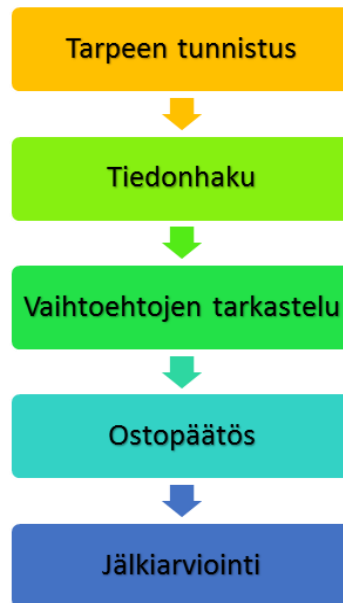 Tarpeen tunnistus
Tiedonhaku
Vaihtoehtojen tarkastelu
Ostopäätös
Jälkiarviointi